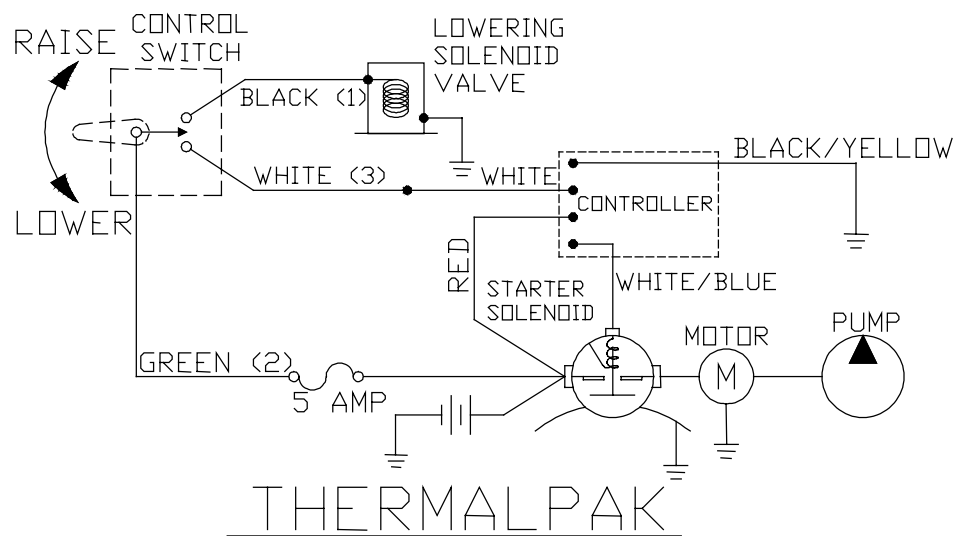 RAISE
CONTROL
SWITCH
LOWERING
SOLENOID
VALVE
BLACK (1)
BLACK/YELLOW
WHITE (3)
WHITE
CONTROLLER
LOWER
RED
WHITE/BLUE
STARTER
SOLENOID
MOTOR
PUMP
GREEN (2)
M
5 AMP
THERMALPAK